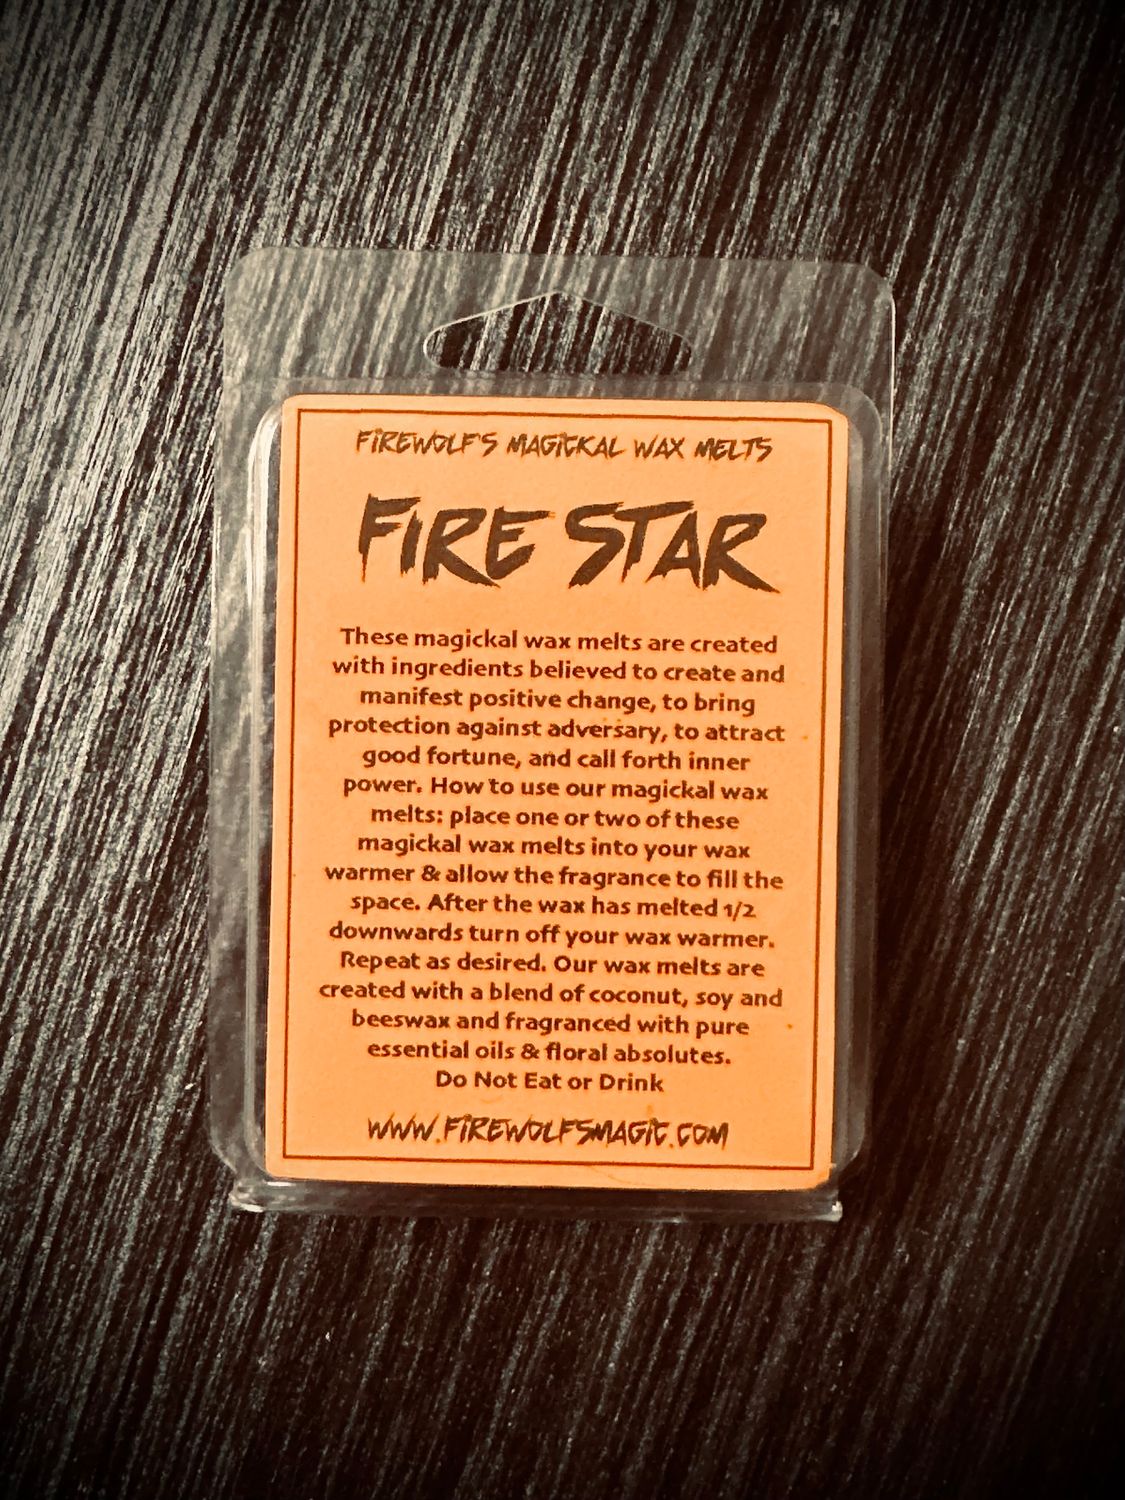 FIREWOLF'S MAGICKAL WAX MELTS
FIRE STAR
These magickal wax melts are created
with ingredients believed to create and
manifest positive change, to bring
protection against adversary, to attract
good fortune, and call forth inner
power. How to use our magickal wax
melts: place one or two of these
magickal wax melts into your wax
warmer & allow the fragrance to fill the
space. After the wax has melted 1/2
downwards turn off your wax warmer.
Repeat as desired. Our wax melts are
created with a blend of coconut, soy and
beeswax and fragranced with pure
essential oils & floral absolutes.
Do Not Eat or Drink
WWW.FIREWOLFSMAGIC.COM